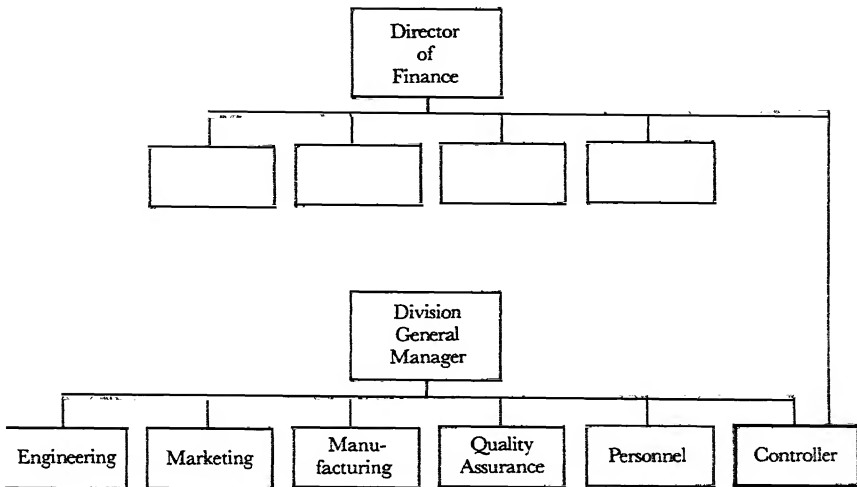 Director
of
Finance
Division
General
Manager
Engineering
Marketing
Manu-
facturing
Quality
Assurance
Personnel
Controller